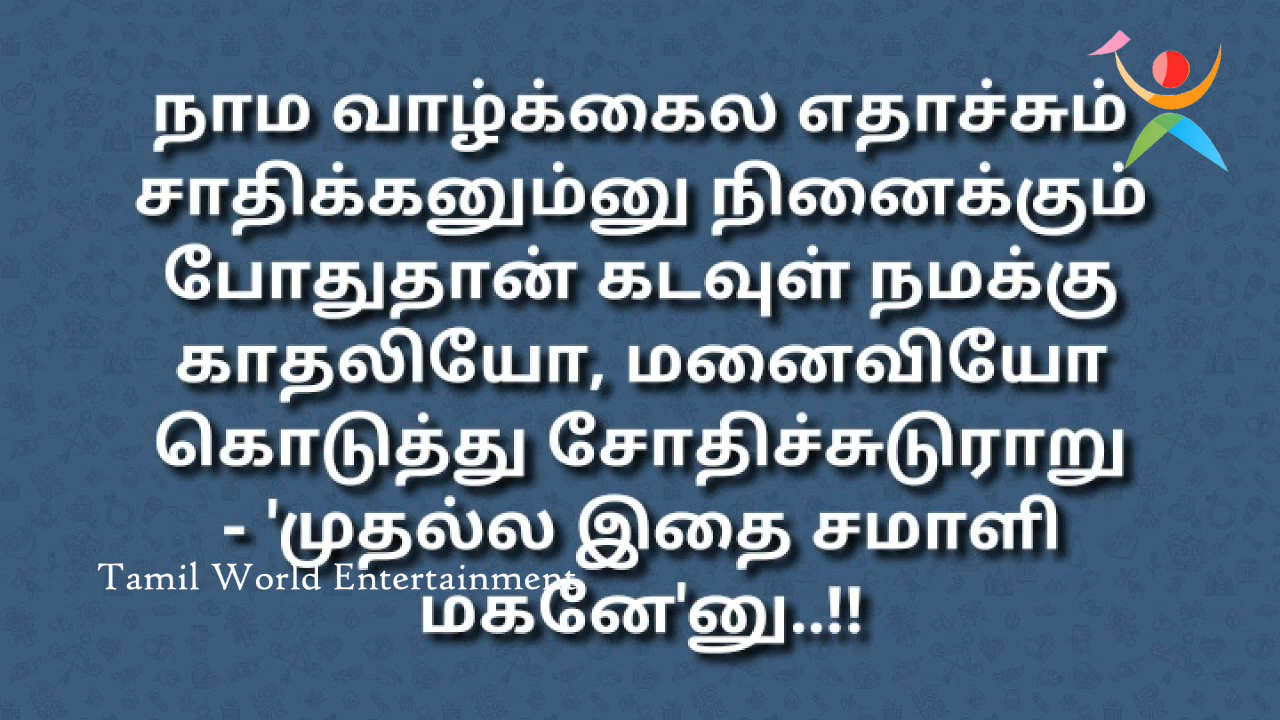 நாம வாழ்க்கைல எதாச்சும்
சாதிக்கனும்னு நினைக்கும்
போதுதான் கடவுள் நமக்கு
காதலியோ, மனைவியோ
கொடுத்து சோதிச்சுடுராறு
- 'முதல்ல இதை சமாளி
Tamil World Entertainment
மகனே'னு..!!